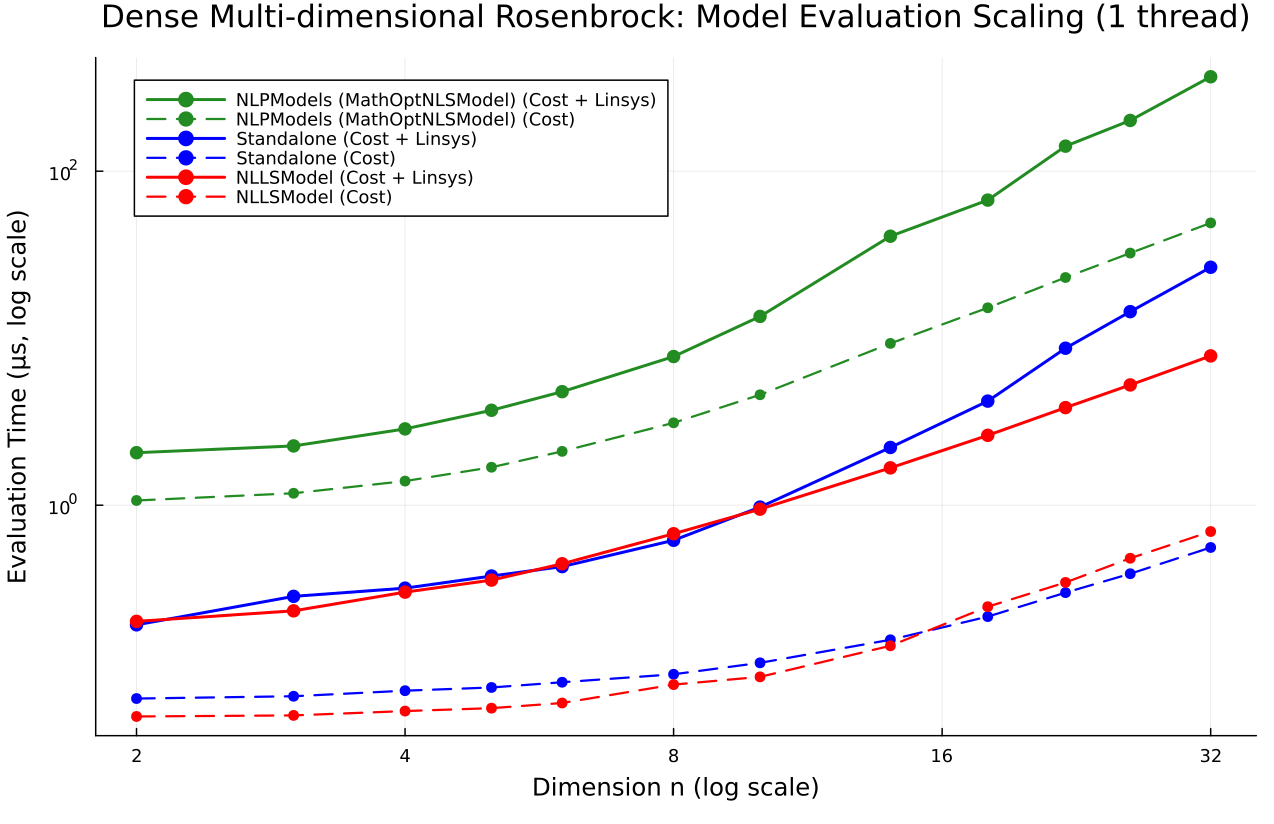 Dense Multi-dimensional Rosenbrock: Model Evaluation Scaling (1 thread)
NLPModels (MathOptNLSModel) (Cost + Linsys)
NLPModels (MathOptNLSModel) (Cost)
Standalone (Cost + Linsys)
Standalone (Cost)
NLLSModel (Cost + Linsys)
NLLSModel (Cost)
Evaluation Time (μs, log scale)
10²
10⁰
2 4 8 16 32
Dimension n (log scale)